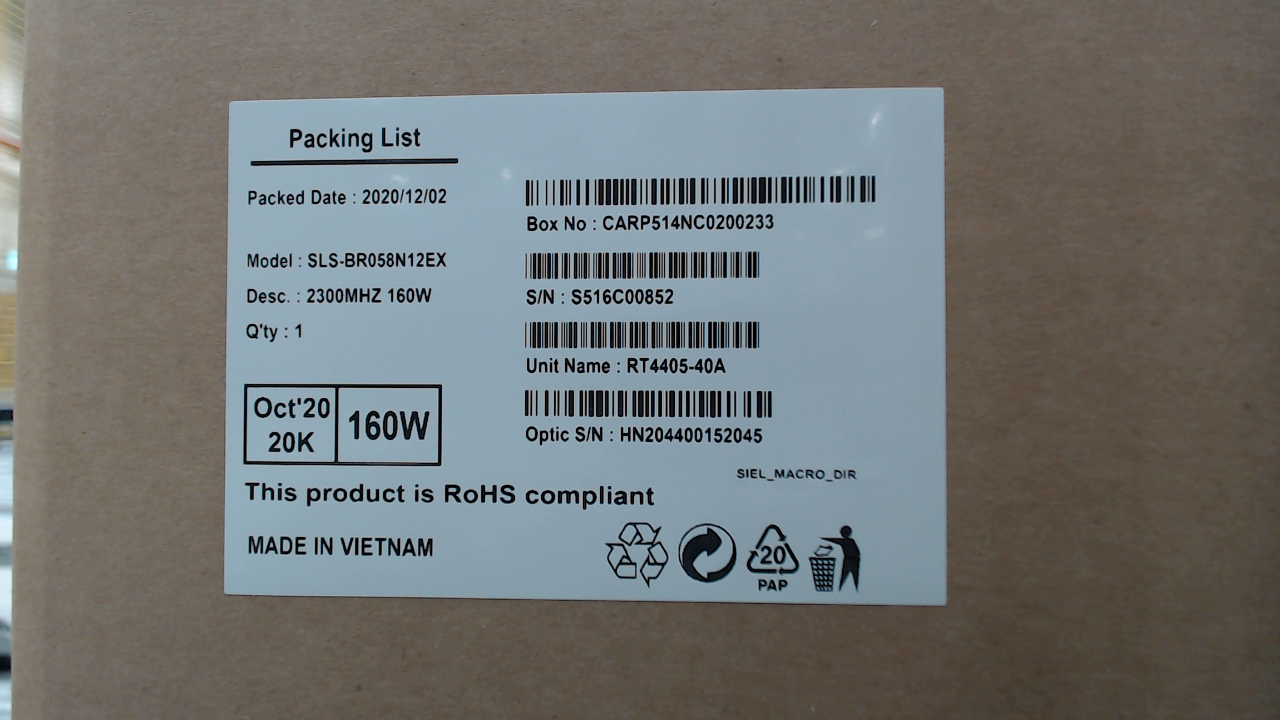 Packing List
Packed Date : 2020/12/02
Box No : CARP514NC0200233
Model : SLS-BR058N12EX
S/N : S516C00852
Desc. : 2300MHZ 160W
Q'ty : 1
Unit Name : RT4405-40A
Oct'20
20K
160W
Optic S/N : HN204400152045
SIEL_MACRO_DIR
This product is RoHS compliant
MADE IN VIETNAM
20
PAP